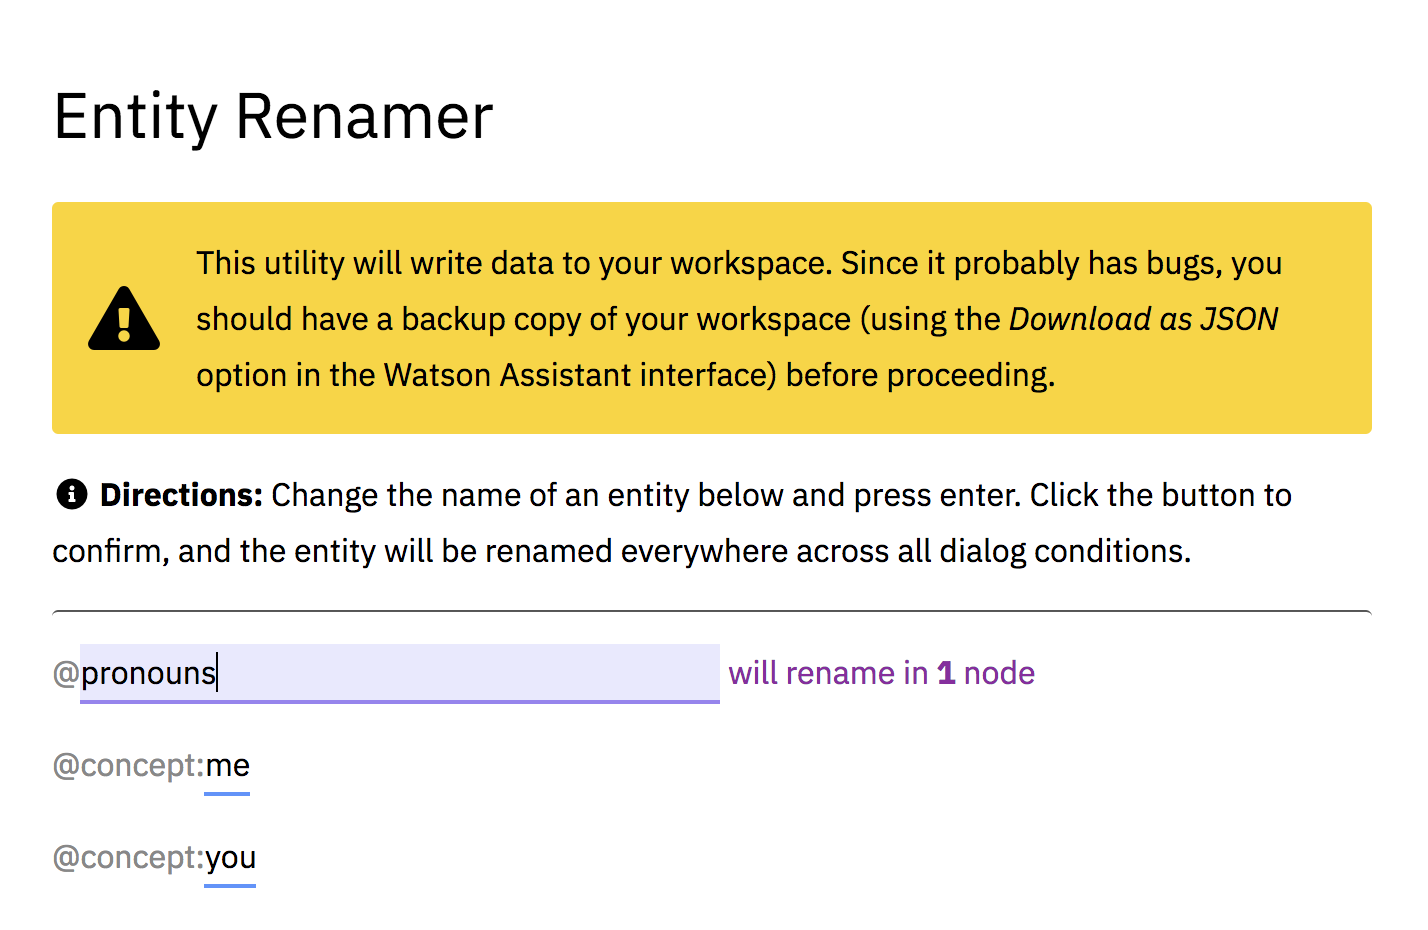 Entity Renamer
This utility will write data to your workspace. Since it probably has bugs, you
should have a backup copy of your workspace (using the Download as JSON
option in the Watson Assistant interface) before proceeding.
Directions: Change the name of an entity below and press enter. Click the button to
confirm, and the entity will be renamed everywhere across all dialog conditions.
@pronouns will rename in 1 node
@concept:me
@concept:you